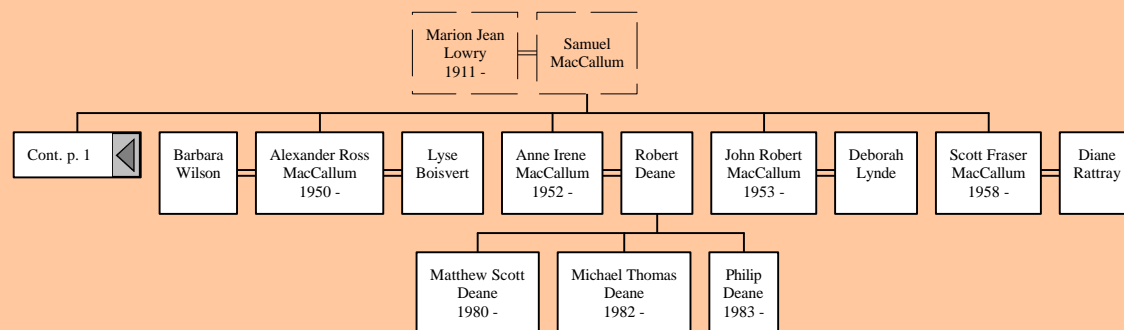 Marion Jean
Lowry
1911 -
Samuel
MacCallum
Cont. p. 1
Barbara
Wilson
Alexander Ross
MacCallum
1950 -
Lyse
Boisvert
Anne Irene
MacCallum
1952 -
Robert
Deane
John Robert
MacCallum
1953 -
Deborah
Lynde
Scott Fraser
MacCallum
1958 -
Diane
Rattray
Matthew Scott
Deane
1980 -
Michael Thomas
Deane
1982 -
Philip
Deane
1983 -